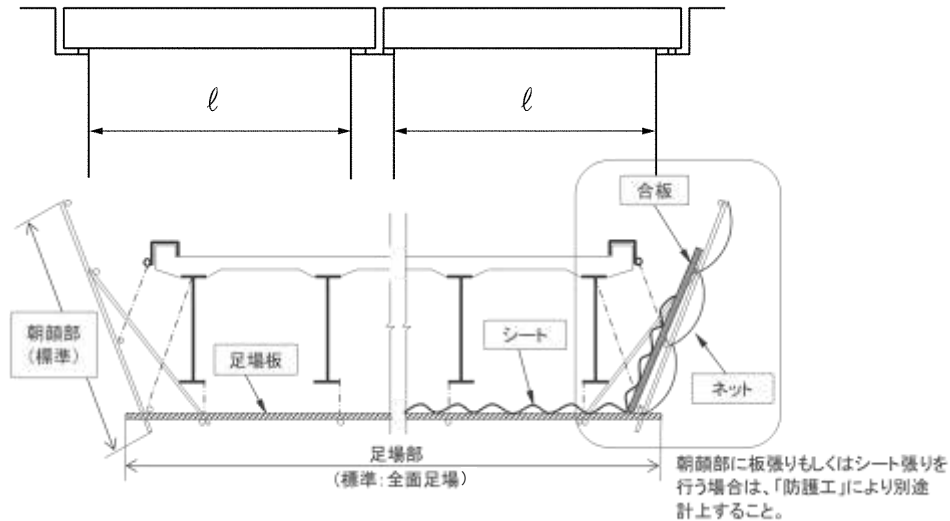 ℓ
ℓ
合板
朝顔部
(標準)
足場板
シート
ネット
足場部
(標準:全面足場)
朝顔部に板張りもしくはシート張りを
行う場合は、「防護工」により別途
計上すること。